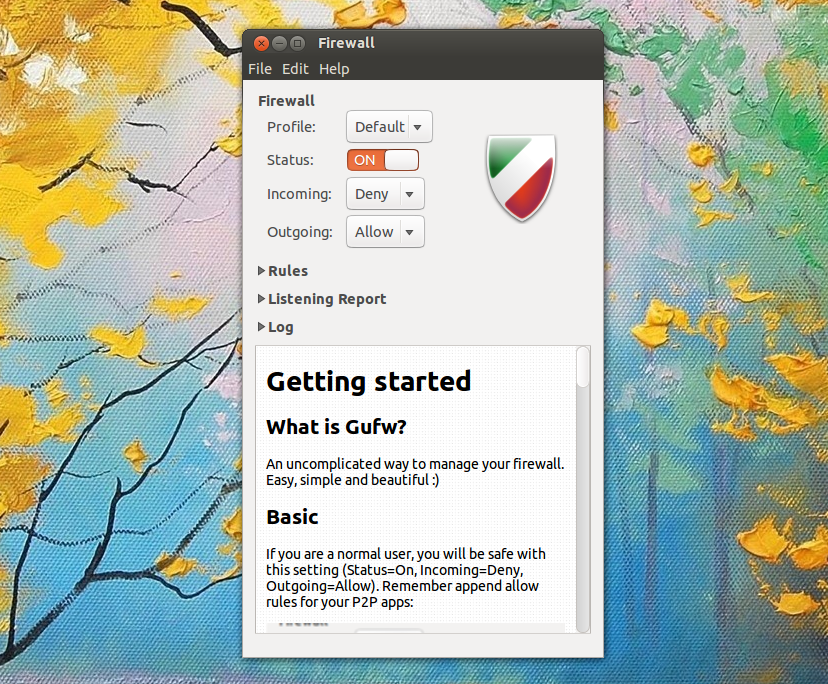 Firewall
File Edit Help
Firewall
Profile: Default
Status: ON
Incoming: Deny
Outgoing: Allow
Rules
Listening Report
Log
Getting started
What is Gufw?
An uncomplicated way to manage your firewall.
Easy, simple and beautiful :)
Basic
If you are a normal user, you will be safe with
this setting (Status=On, Incoming=Deny,
Outgoing=Allow). Remember append allow
rules for your P2P apps: